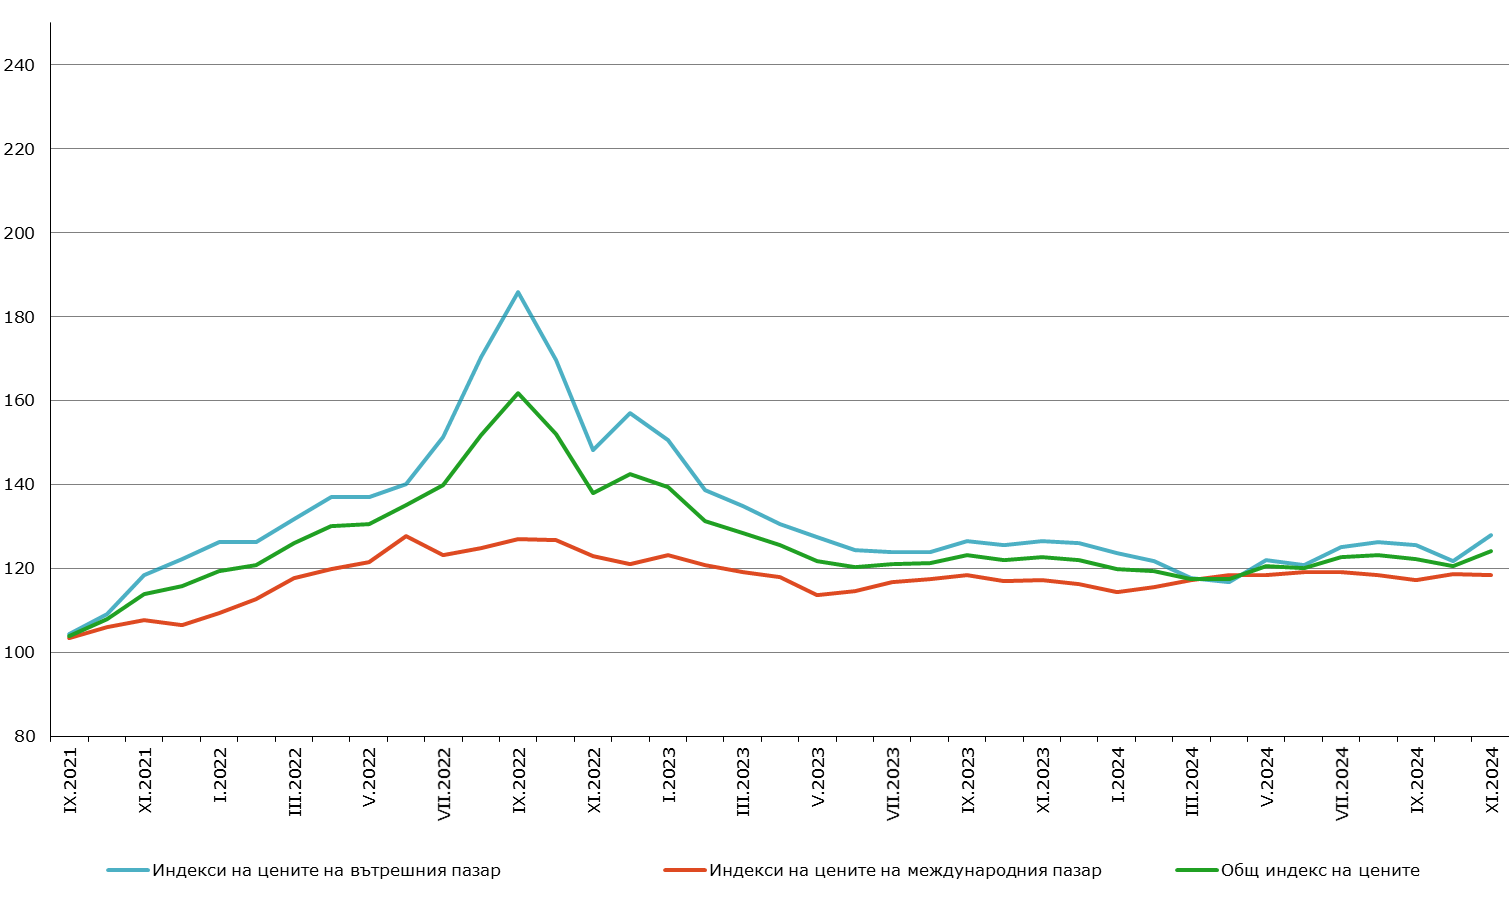 240
220
200
180
160
140
120
100
80
IX.2021
XI.2021
I.2022
III.2022
V.2022
VII.2022
IX.2022
XI.2022
I.2023
III.2023
V.2023
VII.2023
IX.2023
XI.2023
I.2024
III.2024
V.2024
VII.2024
IX.2024
XI.2024
Индекси на цените на вътрешния пазар
Индекси на цените на международния пазар
Общ индекс на цените